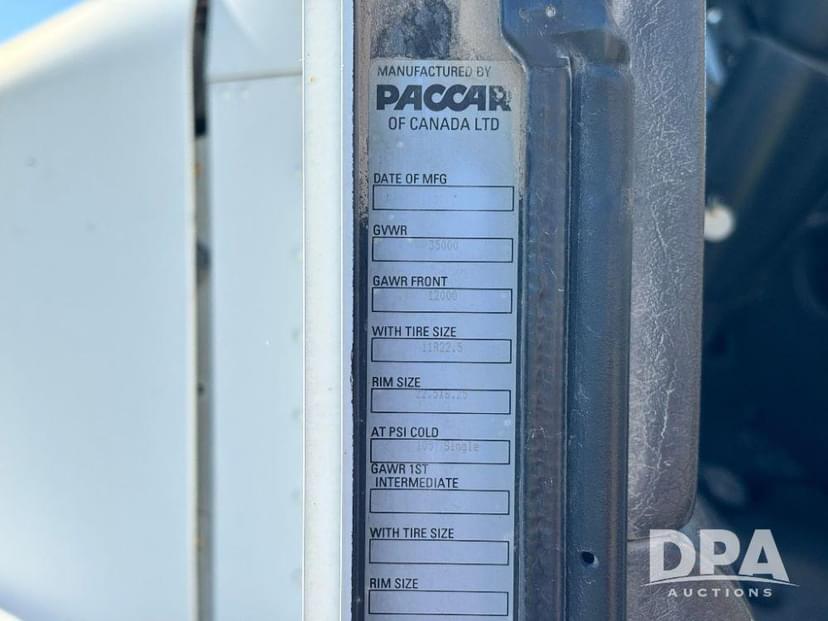 MANUFACTURED BY
PACCAR
OF CANADA LTD
DATE OF MFG
GVWR
35000
GAWR FRONT
12000
WITH TIRE SIZE
11R22.5
RIM SIZE
22.5X8.25
AT PSI COLD
105 Single
GAWR 1ST
INTERMEDIATE
WITH TIRE SIZE
RIM SIZE
DPA
AUCTIONS